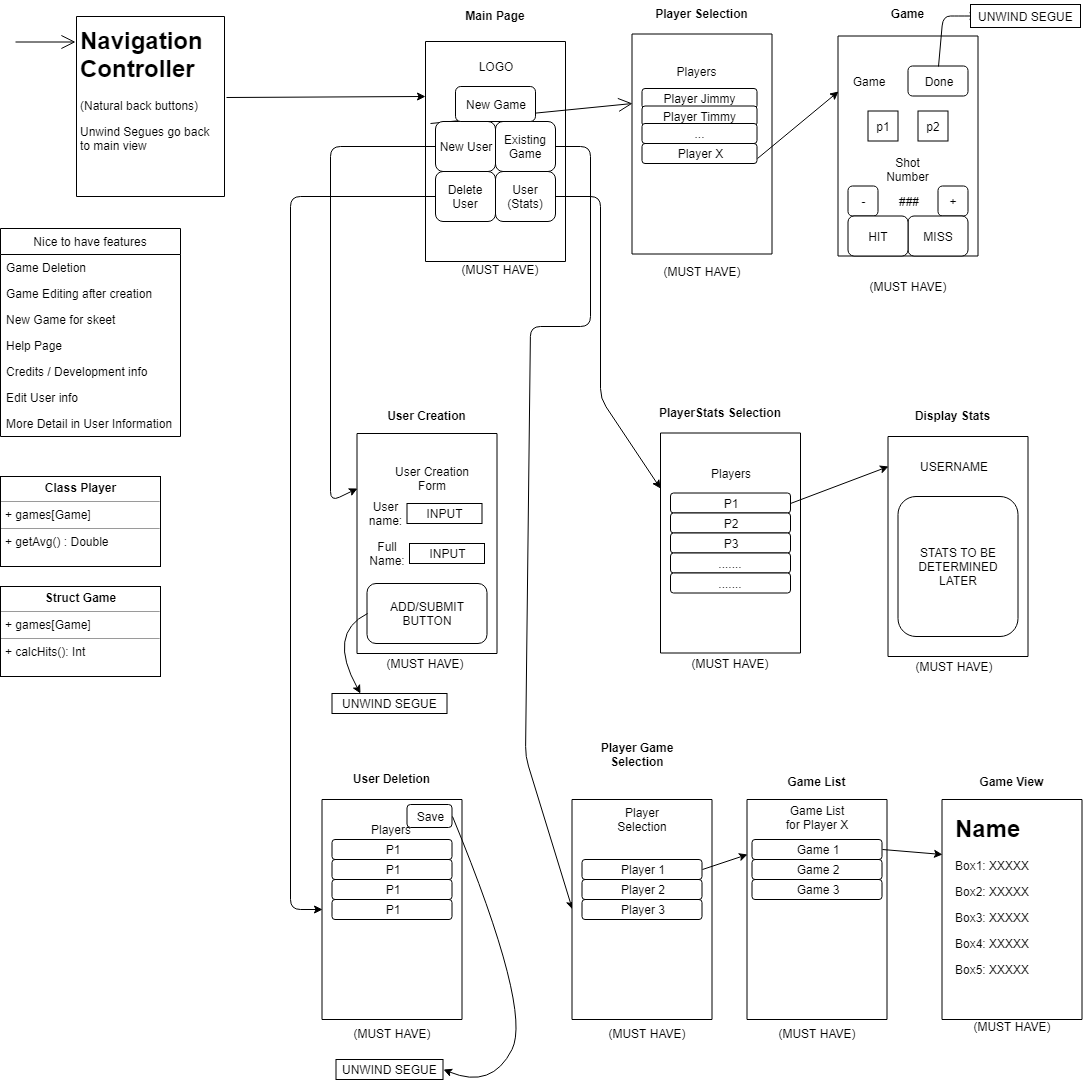 Navigation
Controller
(Natural back buttons)
Unwind Segues go back
to main view
Main Page
LOGO
New Game
New User
Existing
Game
Delete
User
User
(Stats)
(MUST HAVE)
Player Selection
Players
Player Jimmy
Player Timmy
...
Player X
(MUST HAVE)
Game
UNWIND SEGUE
Game
Done
p1
p2
Shot
Number
-
###
+
HIT
MISS
(MUST HAVE)
Nice to have features
Game Deletion
Game Editing after creation
New Game for skeet
Help Page
Credits / Development info
Edit User info
More Detail in User Information
Class Player
+ games[Game]
+ getAvg() : Double
Struct Game
+ games[Game]
+ calcHits(): Int
User Creation
User Creation
Form
User
name:
INPUT
Full
Name:
INPUT
ADD/SUBMIT
BUTTON
(MUST HAVE)
UNWIND SEGUE
PlayerStats Selection
Players
P1
P2
P3
.......
.......
(MUST HAVE)
Display Stats
USERNAME
STATS TO BE
DETERMINED
LATER
(MUST HAVE)
User Deletion
Save
Players
P1
P1
P1
P1
(MUST HAVE)
UNWIND SEGUE
Player Game
Selection
Player
Selection
Player 1
Player 2
Player 3
(MUST HAVE)
Game List
Game List
for Player X
Game 1
Game 2
Game 3
(MUST HAVE)
Game View
Name
Box1: XXXXX
Box2: XXXXX
Box3: XXXXX
Box4: XXXXX
Box5: XXXXX
(MUST HAVE)